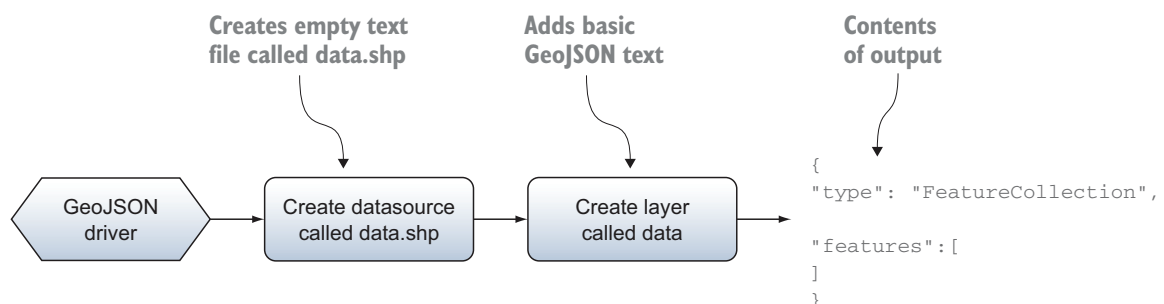 Creates empty text
file called data.shp
Adds basic
GeoJSON text
Contents
of output
GeoJSON
driver
Create datasource
called data.shp
Create layer
called data
{
"type": "FeatureCollection",
"features":[
]
}